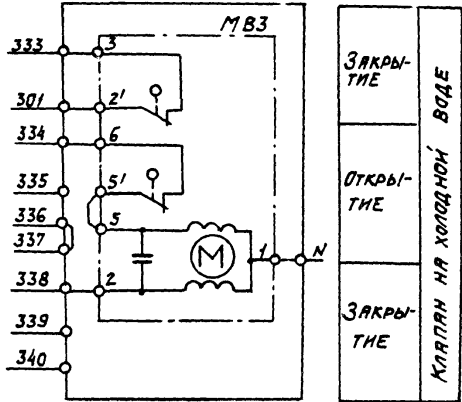 МВ3
333
3
301
2'
334
6
335
5'
336
5
337
М
1
N
338
2
339
340
ЗАКРЫ-
ТИЕ
ОТКРЫ-
ТИЕ
ЗАКРЫ-
ТИЕ
КЛАПАН НА ХОЛОДНОЙ ВОДЕ